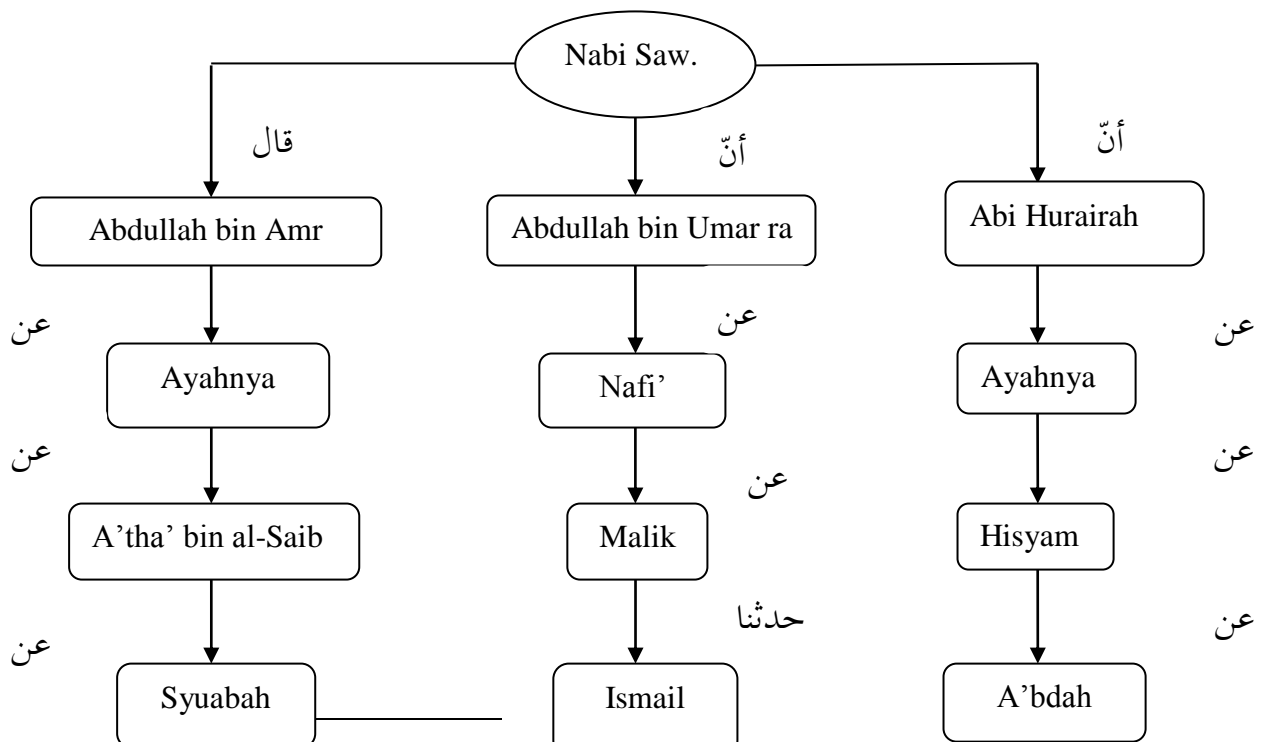 Nabi Saw.
قال
أنّ
أنّ
Abdullah bin Amr
Abdullah bin Umar ra
Abi Hurairah
عن
عن
عن
Ayahnya
Nafi’
Ayahnya
عن
عن
عن
A’tha’ bin al-Saib
Malik
Hisyam
عن
حدثنا
عن
Syuabah
Ismail
A’bdah